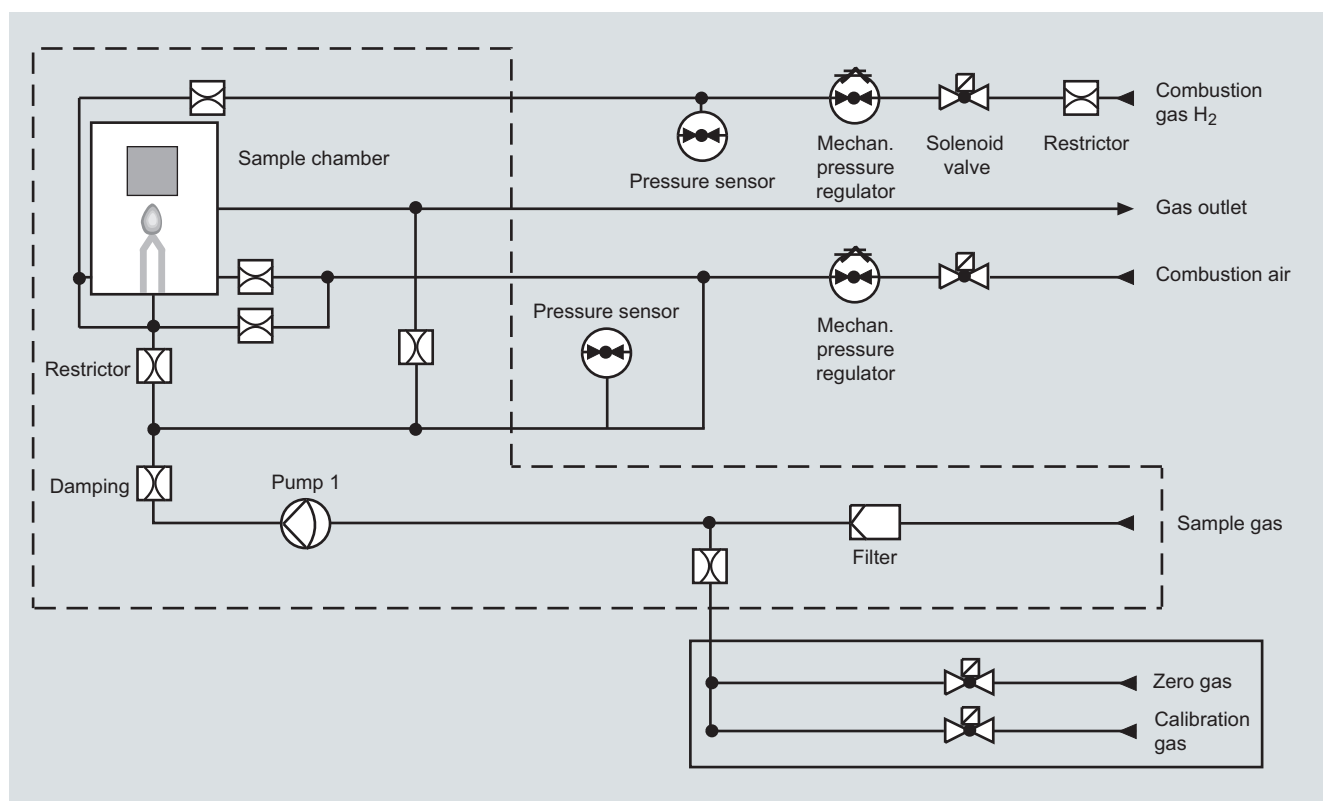 Combustion
gas H₂
Sample chamber
Mechan.
pressure
regulator
Solenoid
valve
Restrictor
Pressure sensor
Gas outlet
Combustion air
Pressure sensor
Mechan.
pressure
regulator
Restrictor
Damping
Pump 1
Sample gas
Filter
Zero gas
Calibration
gas